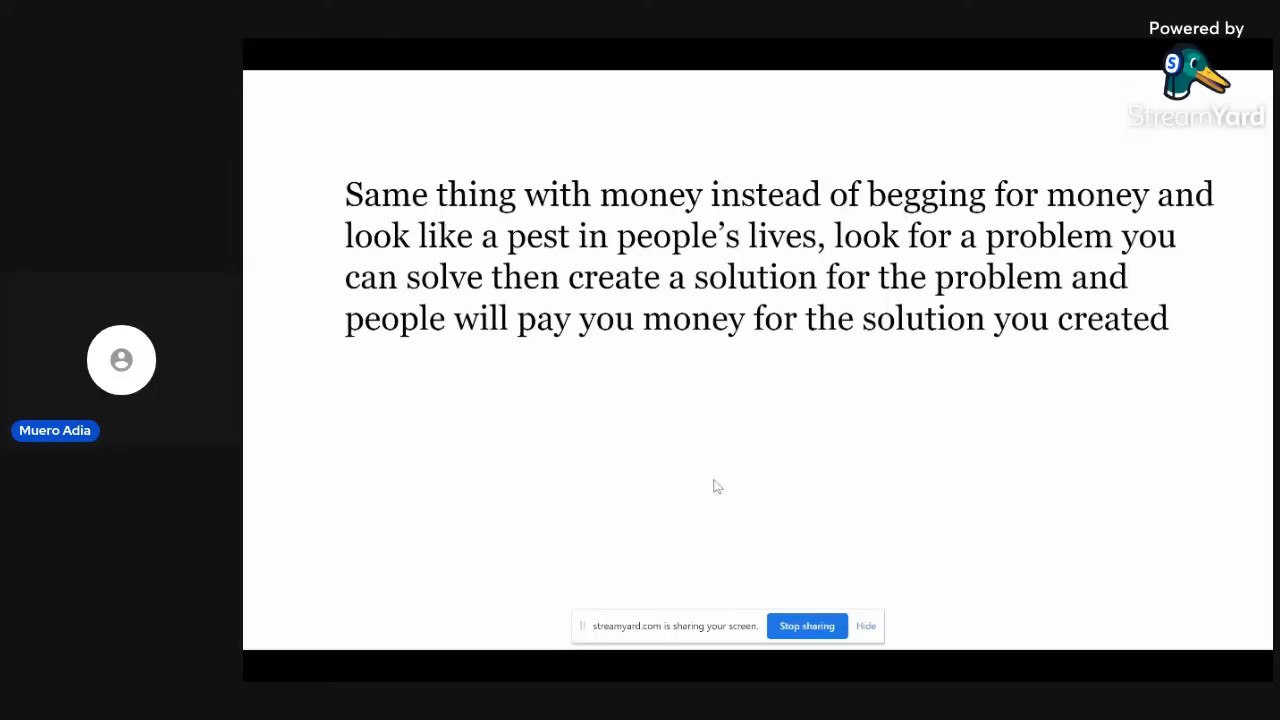 Powered by
S
StreamYard
Same thing with money instead of begging for money and
look like a pest in people’s lives, look for a problem you
can solve then create a solution for the problem and
people will pay you money for the solution you created
Muero Adia
streamyard.com is sharing your screen. Stop sharing Hide